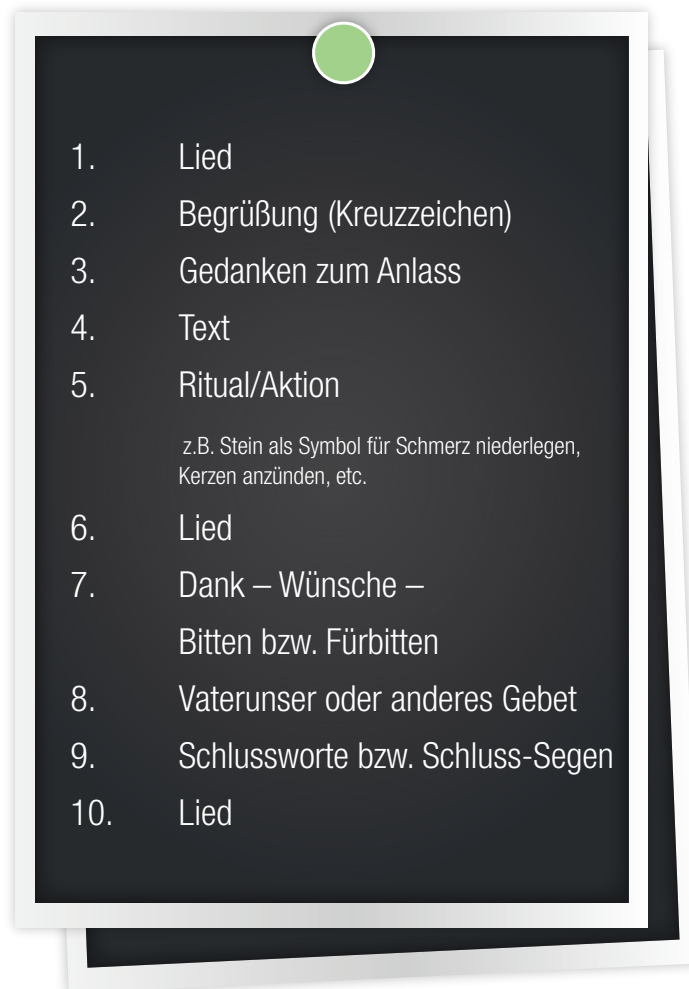 1. Lied
2. Begrüßung (Kreuzzeichen)
3. Gedanken zum Anlass
4. Text
5. Ritual/Aktion
z.B. Stein als Symbol für Schmerz niederlegen,
Kerzen anzünden, etc.
6. Lied
7. Dank – Wünsche –
Bitten bzw. Fürbitten
8. Vaterunser oder anderes Gebet
9. Schlussworte bzw. Schluss-Segen
10. Lied